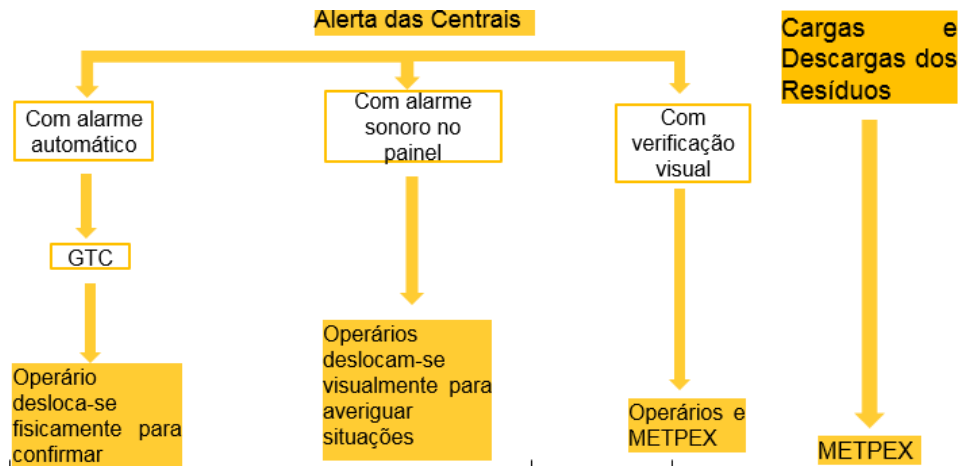 Alerta das Centrais
Cargas e
Descargas dos
Resíduos
Com alarme
automático
Com alarme
sonoro no
painel
Com
verificação
visual
GTC
Operário
desloca-se
fisicamente para
confirmar
Operários
deslocam-se
visualmente para
averiguar
situações
Operários e
METPEX
METPEX